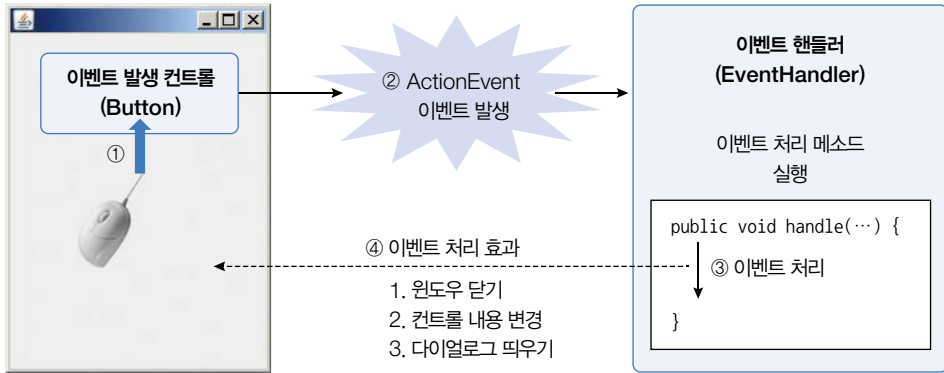 이벤트 발생 컨트롤
(Button)
①
② ActionEvent
이벤트 발생
이벤트 핸들러
(EventHandler)
이벤트 처리 메소드
실행
public void handle(…) {
③ 이벤트 처리
}
④ 이벤트 처리 효과
1. 윈도우 닫기
2. 컨트롤 내용 변경
3. 다이얼로그 띄우기